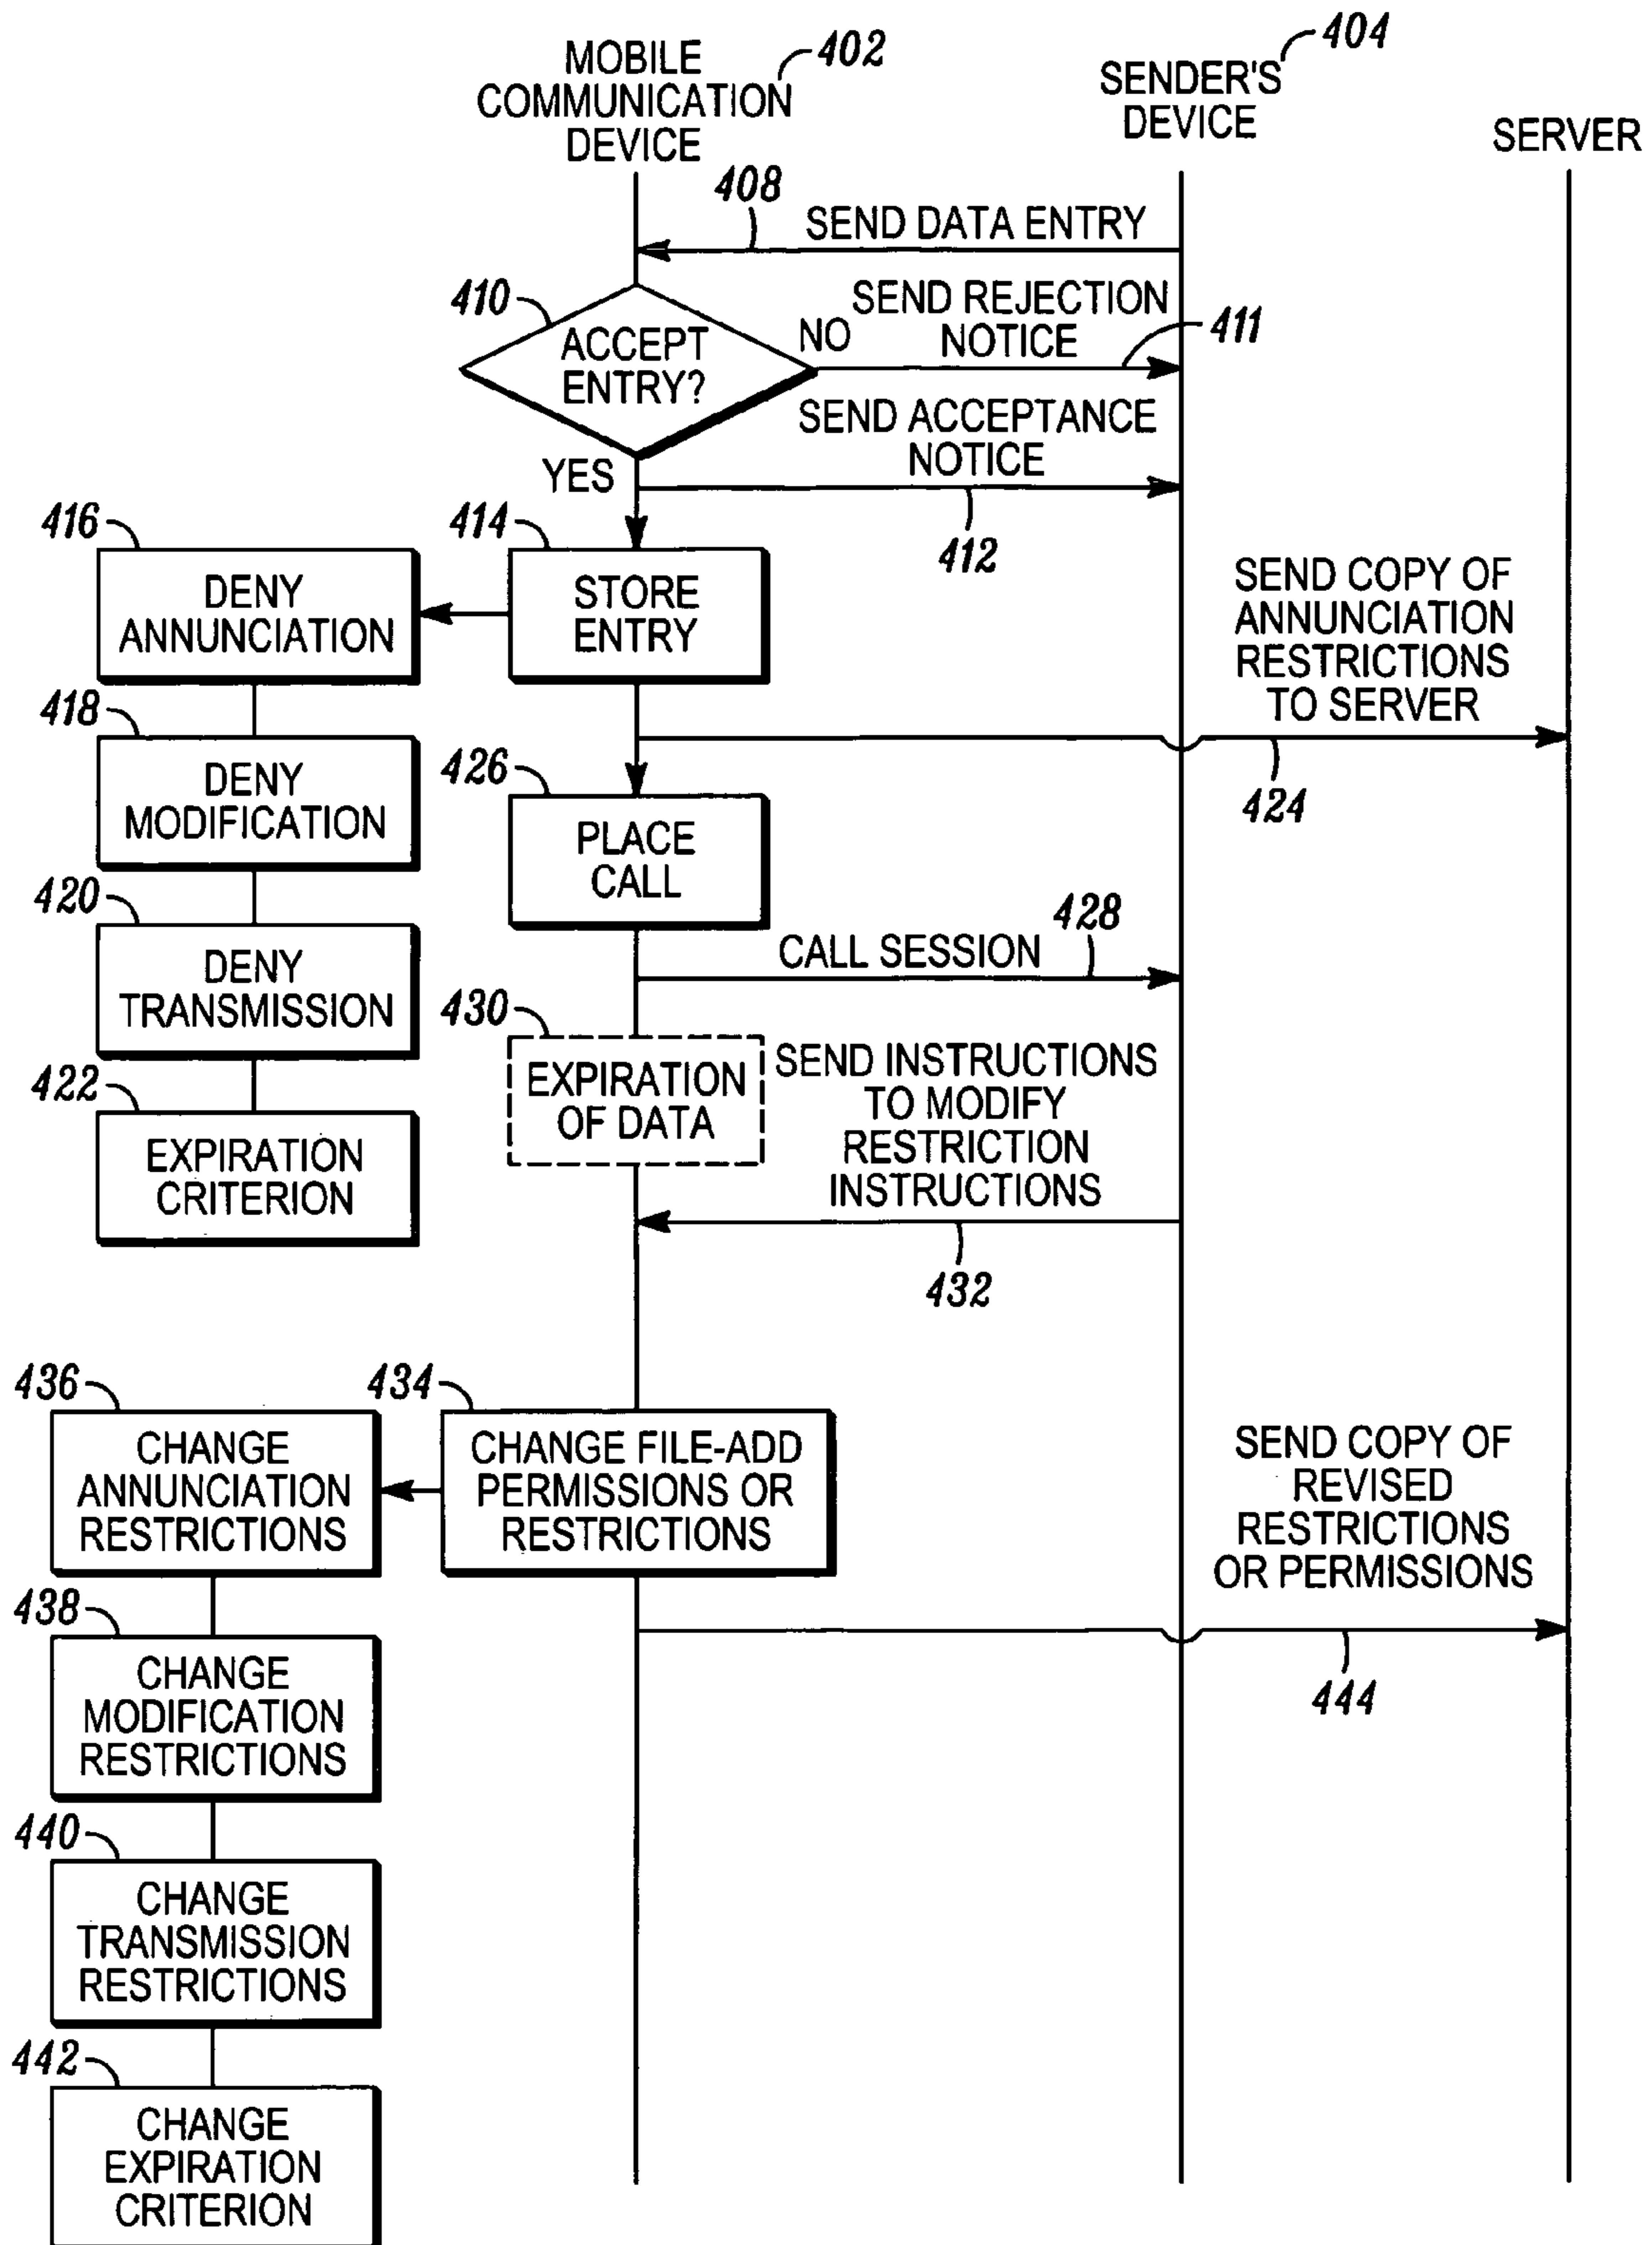 MOBILE
COMMUNICATION
DEVICE
402
SENDER'S
DEVICE
404
SERVER
408
SEND DATA ENTRY
410
ACCEPT
ENTRY?
NO
SEND REJECTION
NOTICE
411
YES
SEND ACCEPTANCE
NOTICE
412
416
DENY
ANNUNCIATION
414
STORE
ENTRY
SEND COPY OF
ANNUNCIATION
RESTRICTIONS
TO SERVER
424
418
DENY
MODIFICATION
426
PLACE
CALL
420
DENY
TRANSMISSION
CALL SESSION
428
430
EXPIRATION
OF DATA
422
EXPIRATION
CRITERION
SEND INSTRUCTIONS
TO MODIFY
RESTRICTION
INSTRUCTIONS
432
436
CHANGE
ANNUNCIATION
RESTRICTIONS
434
CHANGE FILE-ADD
PERMISSIONS OR
RESTRICTIONS
SEND COPY OF
REVISED
RESTRICTIONS
OR PERMISSIONS
444
438
CHANGE
MODIFICATION
RESTRICTIONS
440
CHANGE
TRANSMISSION
RESTRICTIONS
442
CHANGE
EXPIRATION
CRITERION